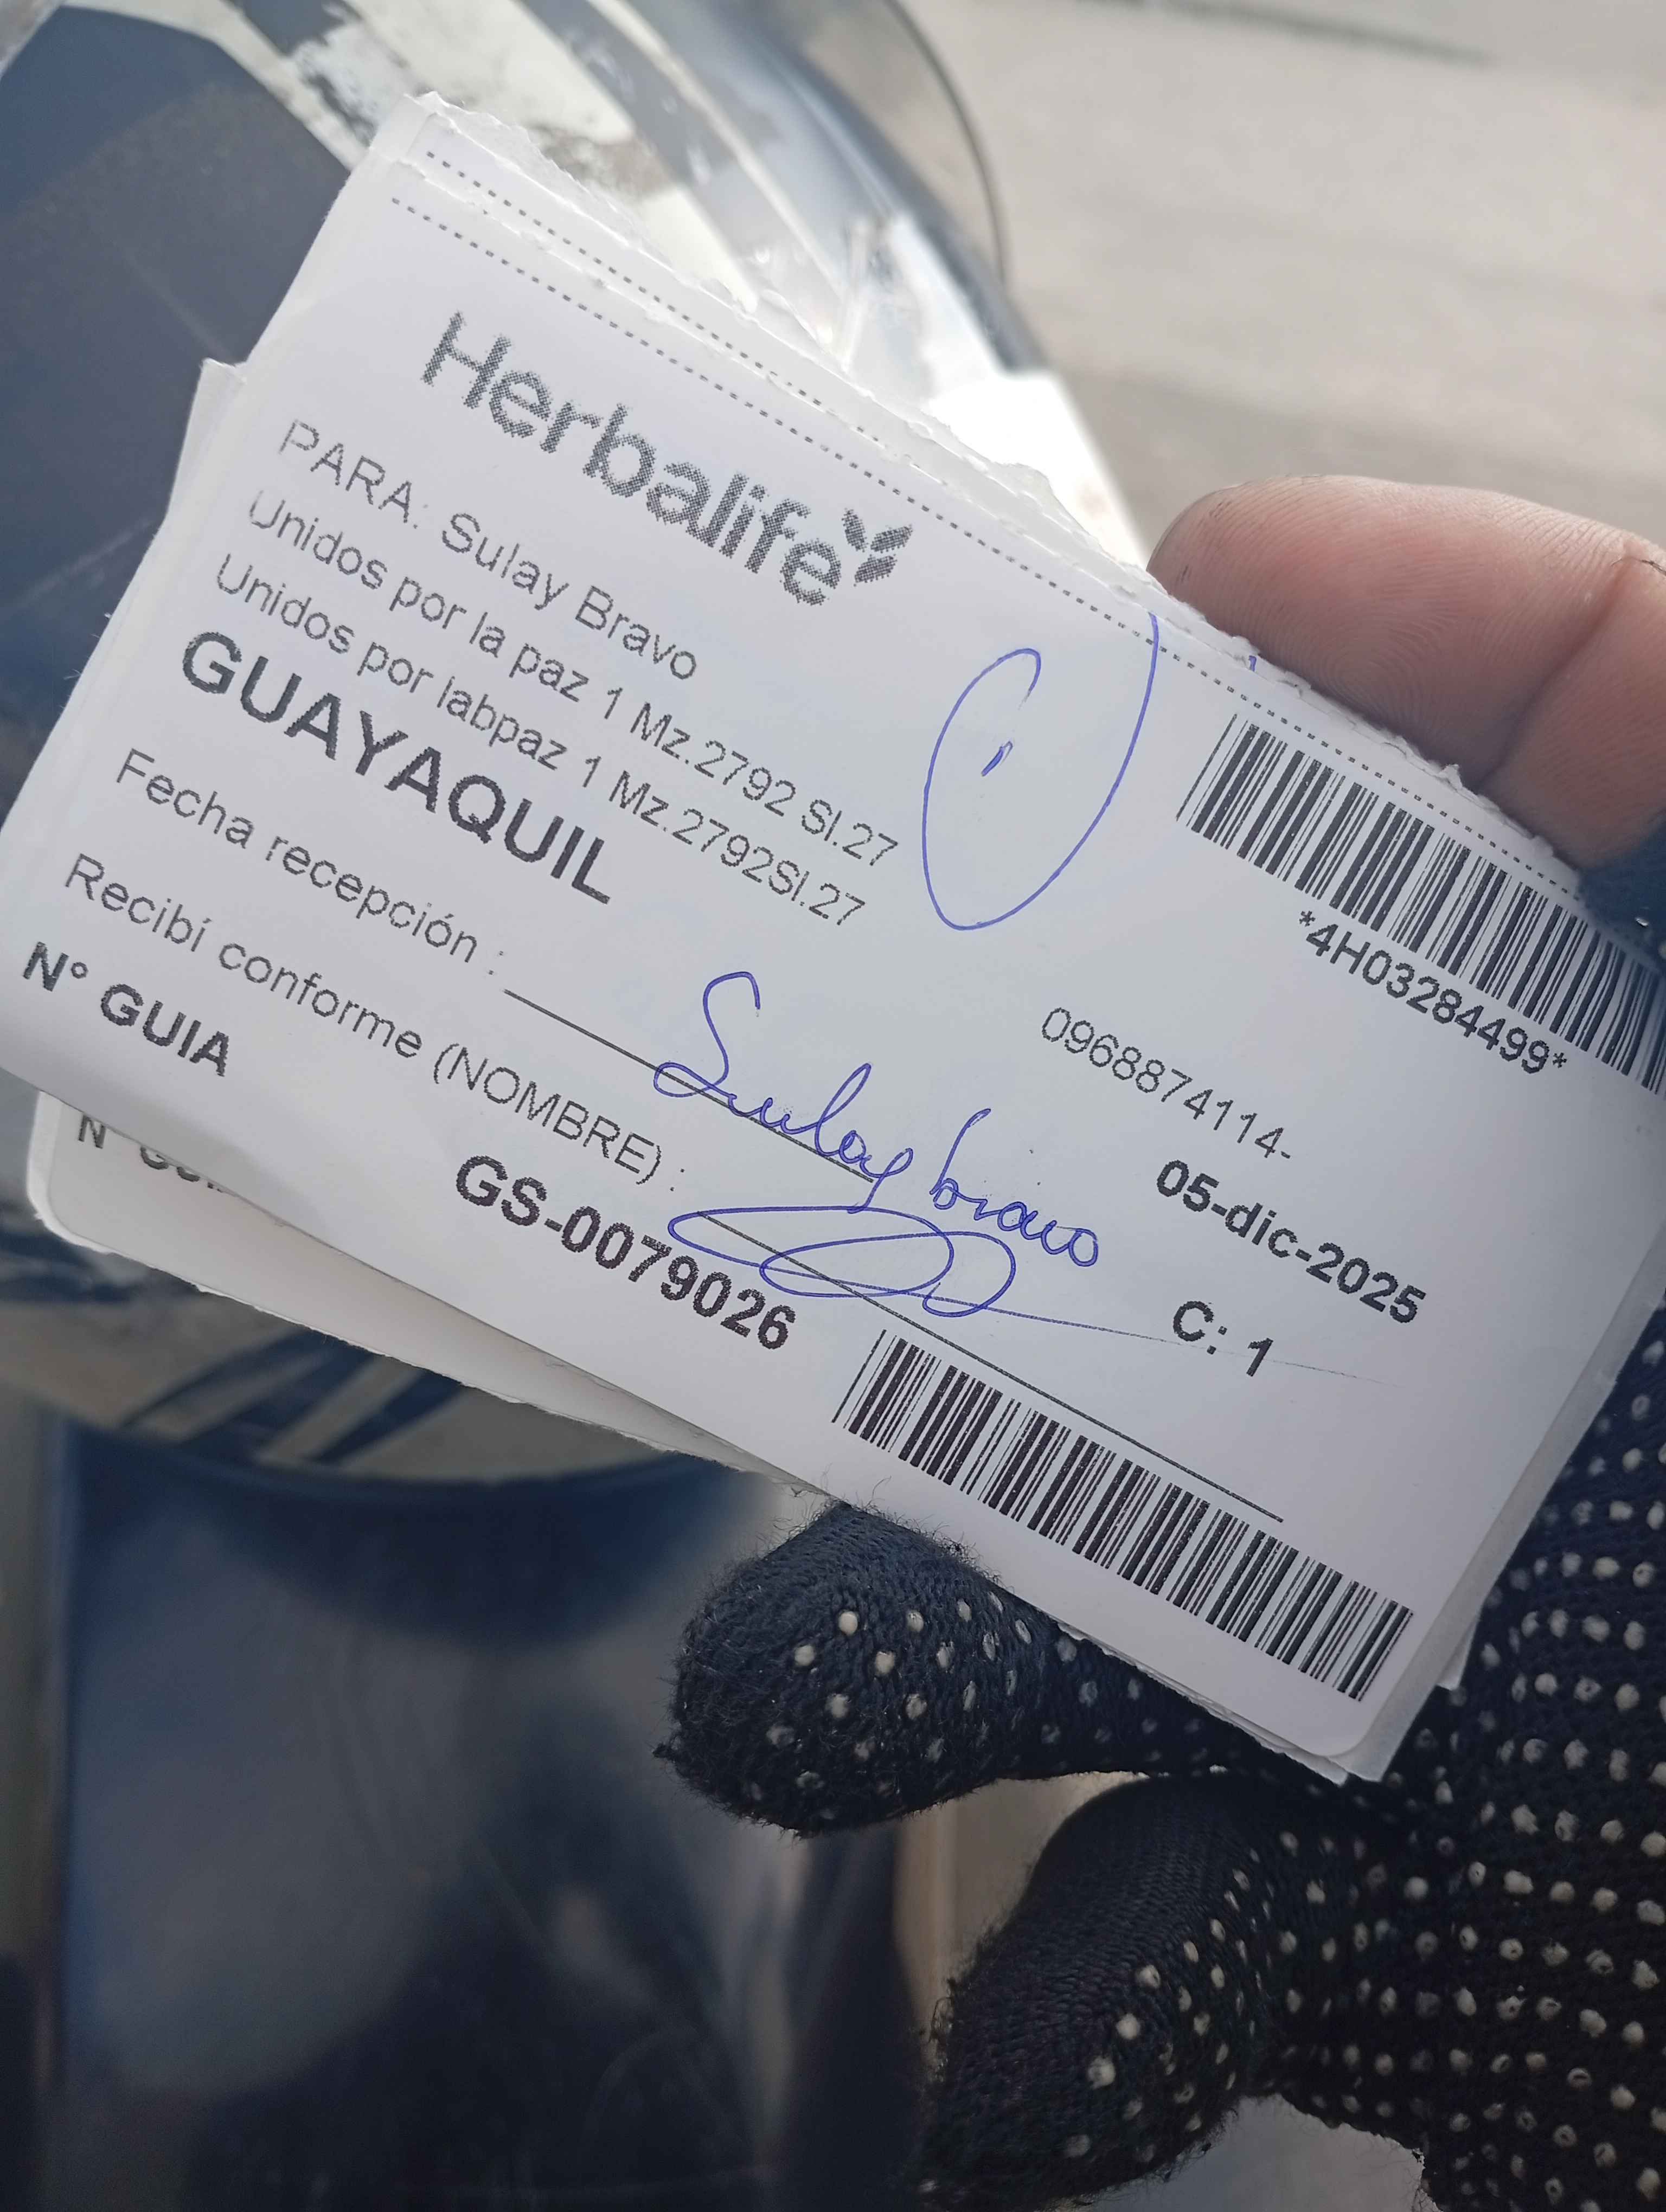 Herbalife
PARA: Sulay Bravo
Unidos por la paz 1 Mz.2792 Sl.27
Unidos por labpaz 1 Mz.2792Sl.27
GUAYAQUIL
*4H03284499*
0968874114-
Fecha recepción :
05-dic-2025
Sulay bravo
Recibí conforme (NOMBRE) :
C: 1
N° GUIA
GS-0079026